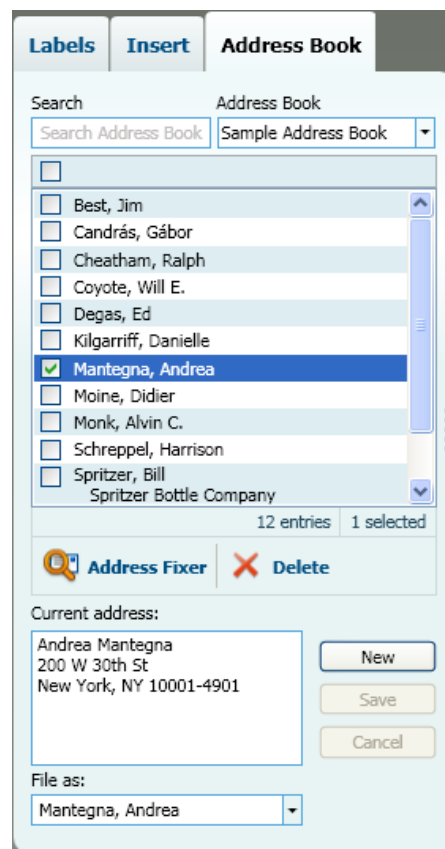 Labels Insert Address Book
Search Address Book
Search Address Book Sample Address Book
Best, Jim
Candrás, Gábor
Cheatham, Ralph
Coyote, Will E.
Degas, Ed
Kilgarriff, Danielle
Mantegna, Andrea
Moine, Didier
Monk, Alvin C.
Schreppel, Harrison
Spritzer, Bill
Spritzer Bottle Company
12 entries 1 selected
Address Fixer Delete
Current address:
Andrea Mantegna
200 W 30th St
New York, NY 10001-4901
New
Save
Cancel
File as:
Mantegna, Andrea